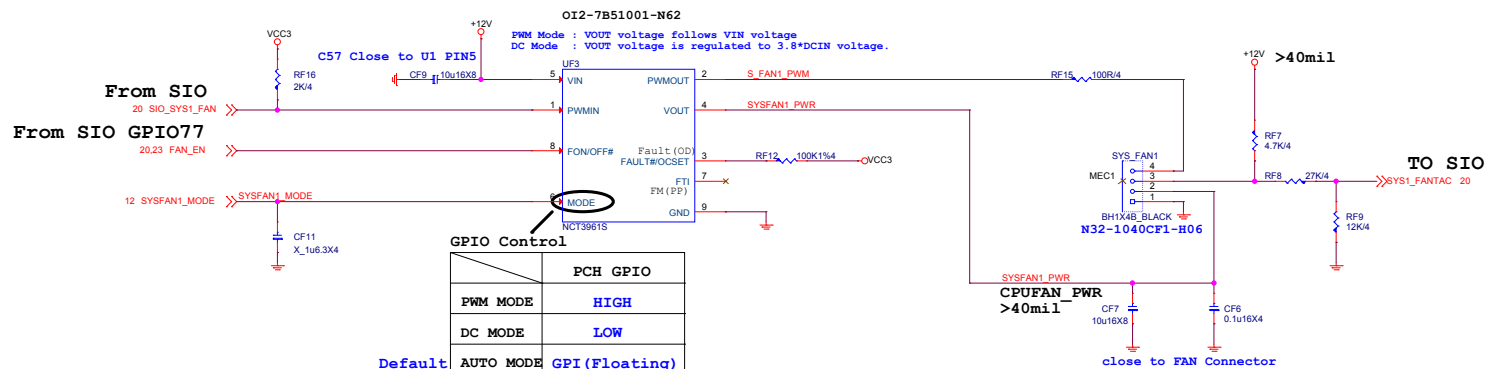 OI2-7B51001-N62
PWM Mode : VOUT voltage follows VIN voltage
DC Mode : VOUT voltage is regulated to 3.8*DCIN voltage.
VCC3
+12V
C57 Close to U1 PIN5
CF9 10u16X8
RF16
2K/4
From SIO
20 SIO_SYS1_FAN
From SIO GPIO77
20,23 FAN_EN
12 SYSFAN1_MODE
SYSFAN1_MODE
CF11
X_1u6.3X4
UF3
5 VIN
1 PWMIN
8 FON/OFF#
6 MODE
PWMOUT 2
VOUT 4
Fault(OD)
FAULT#/OCSET 3
FTI 7
FM(PP)
GND 9
NCT3961S
S_FAN1_PWM
SYSFAN1_PWR
RF12 100K1%4
VCC3
RF15 100R/4
+12V
>40mil
RF7
4.7K/4
SYS_FAN1
MEC1
4
3
2
1
BH1X4B_BLACK
N32-1040CF1-H06
RF8 27K/4
TO SIO
SYS1_FANTAC 20
RF9
12K/4
SYSFAN1_PWR
CPUFAN_PWR
>40mil
CF7
10u16X8
CF6
0.1u16X4
close to FAN Connector
GPIO Control
PCH GPIO
PWM MODE HIGH
DC MODE LOW
Default AUTO MODE GPI(Floating)